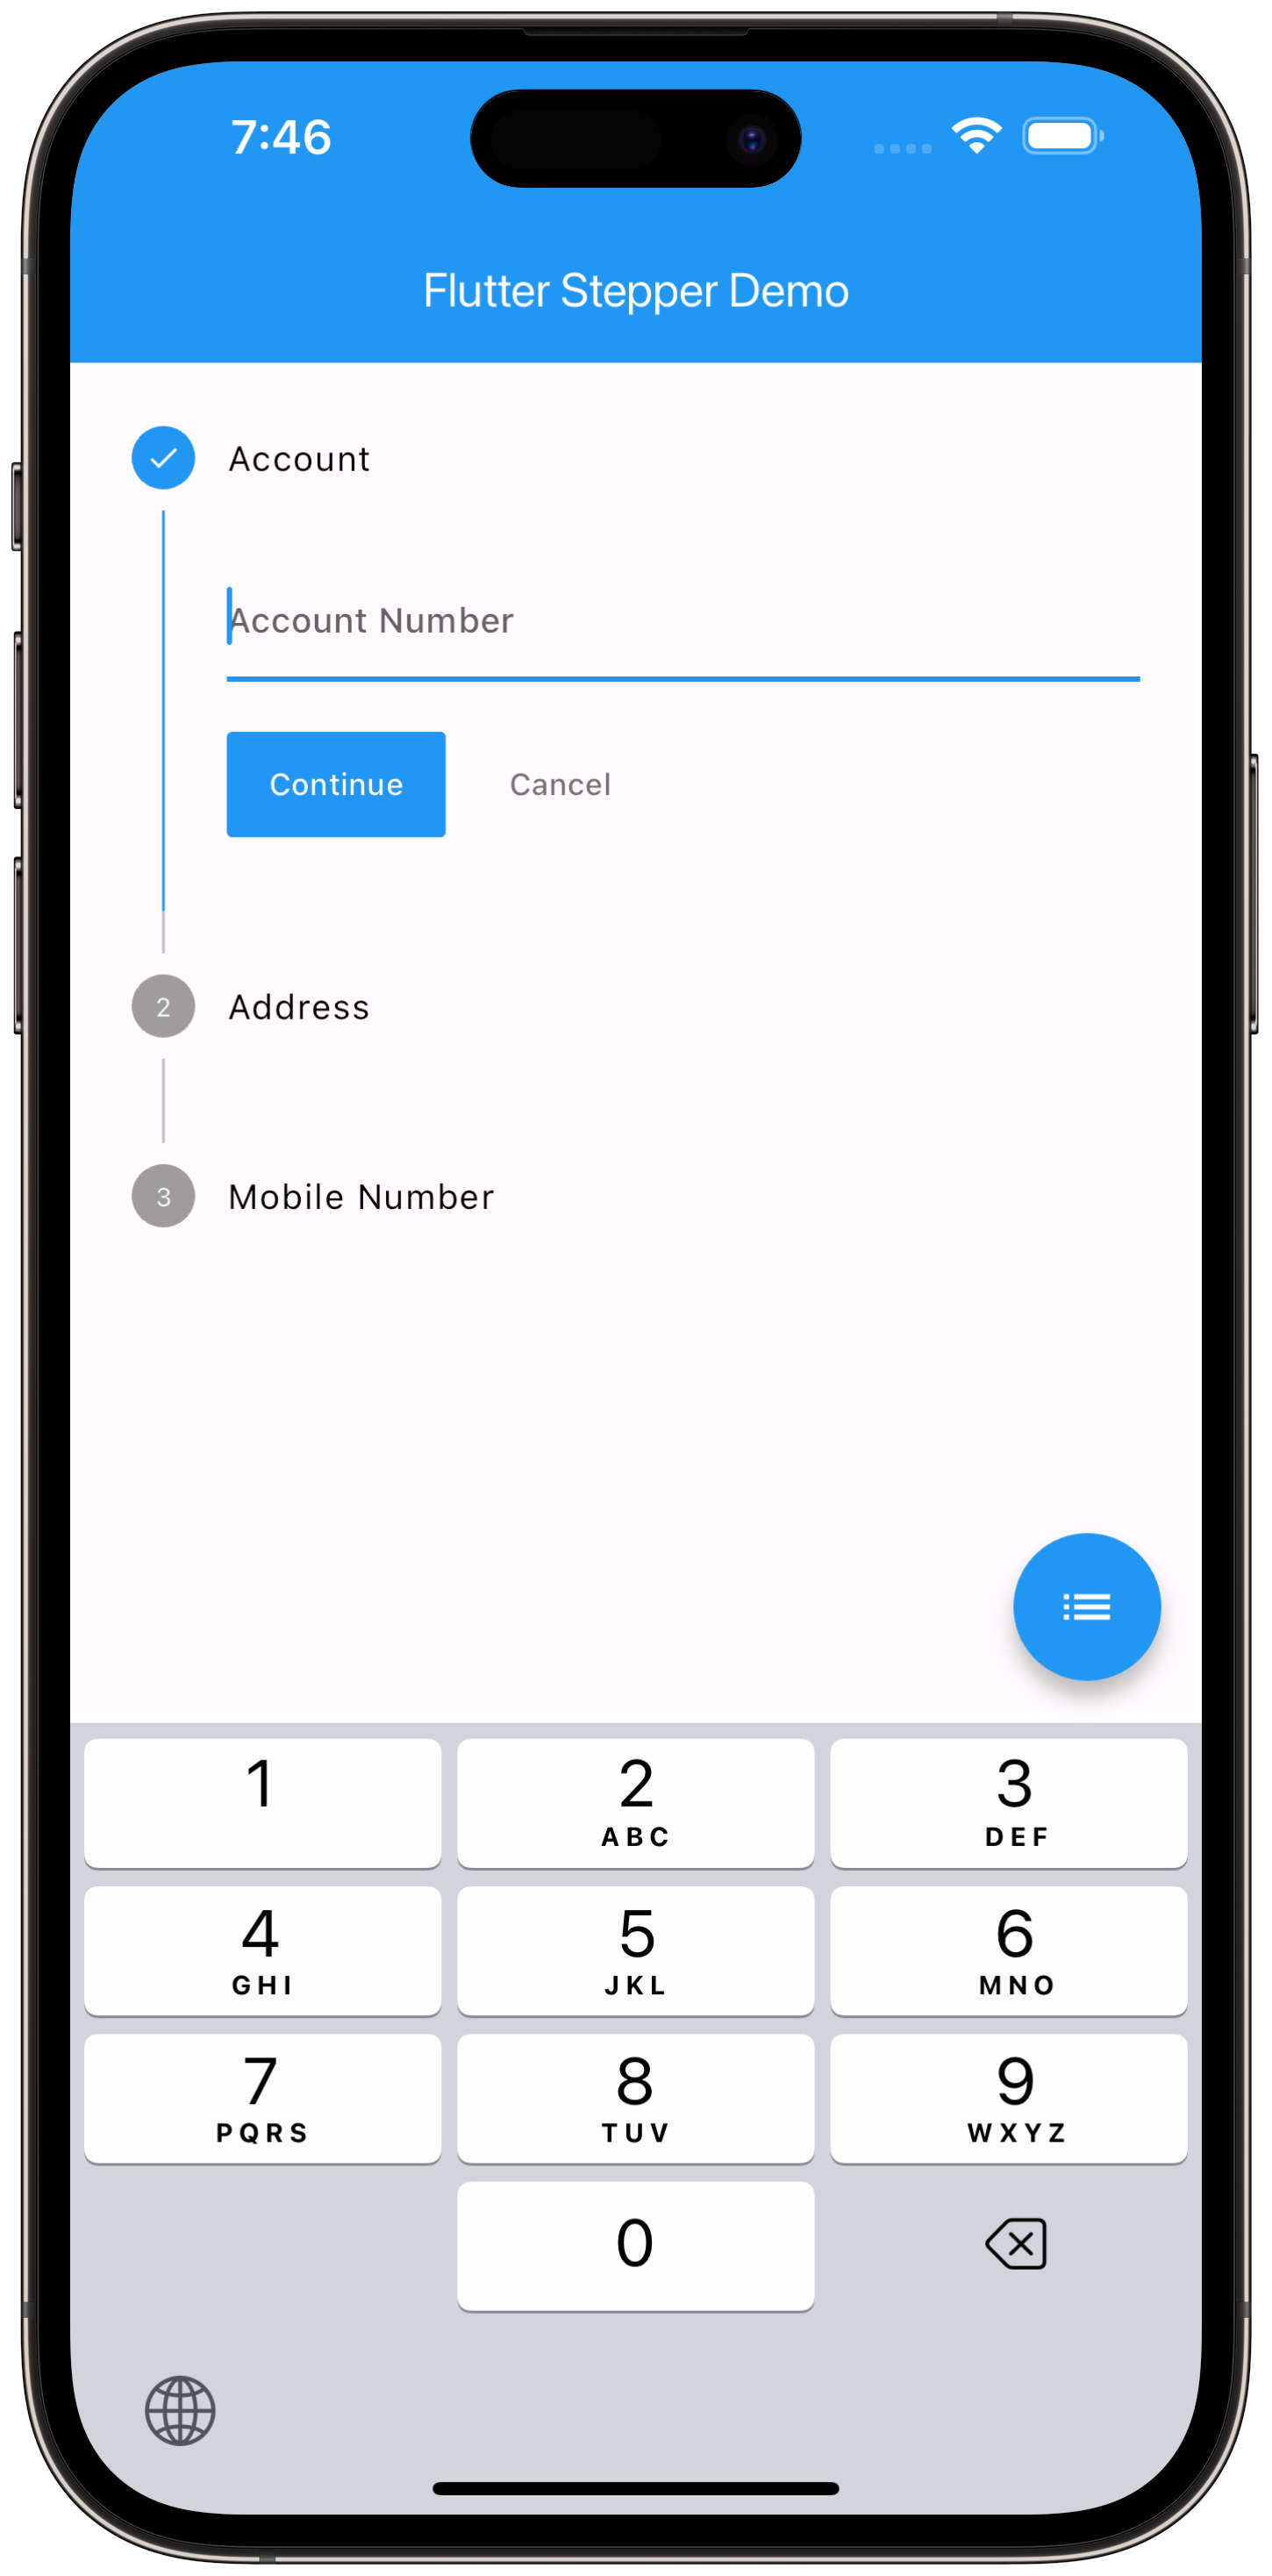 7:46
Flutter Stepper Demo
Account
Account Number
Continue Cancel
2 Address
3 Mobile Number
1 2 3
ABC DEF
4 5 6
GHI JKL MNO
7 8 9
PQRS TUV WXYZ
0